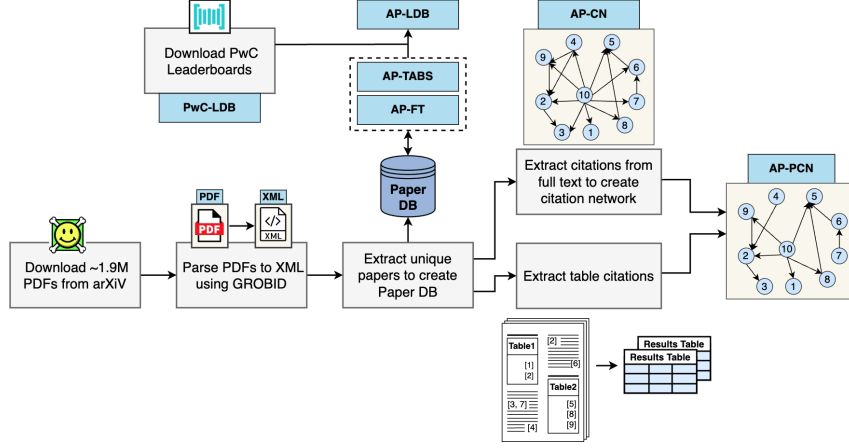 AP-LDB
Download PwC
Leaderboards
PwC-LDB
AP-TABS
AP-FT
Paper
DB
AP-CN
4
5
9
6
10
2
7
3
1
8
PDF
XML
PDF
</>
XML
Download ~1.9M
PDFs from arXiV
Parse PDFs to XML
using GROBID
Extract unique
papers to create
Paper DB
Extract citations from
full text to create
citation network
Extract table citations
AP-PCN
4
5
9
6
10
2
7
3
1
8
Table1
[1]
[2]
[2]
[6]
[3, 7]
[4]
Table2
[5]
[8]
[9]
Results Table
Results Table